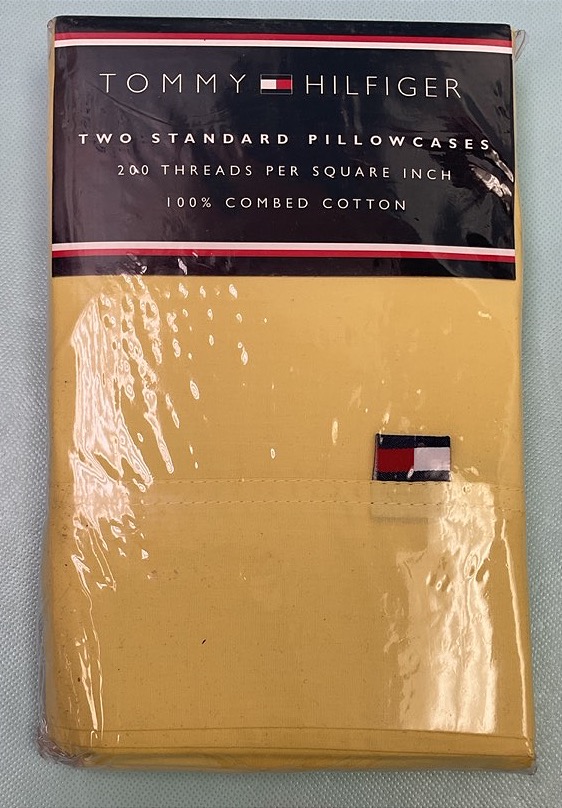 TOMMY HILFIGER
TWO STANDARD PILLOWCASES
200 THREADS PER SQUARE INCH
100% COMBED COTTON